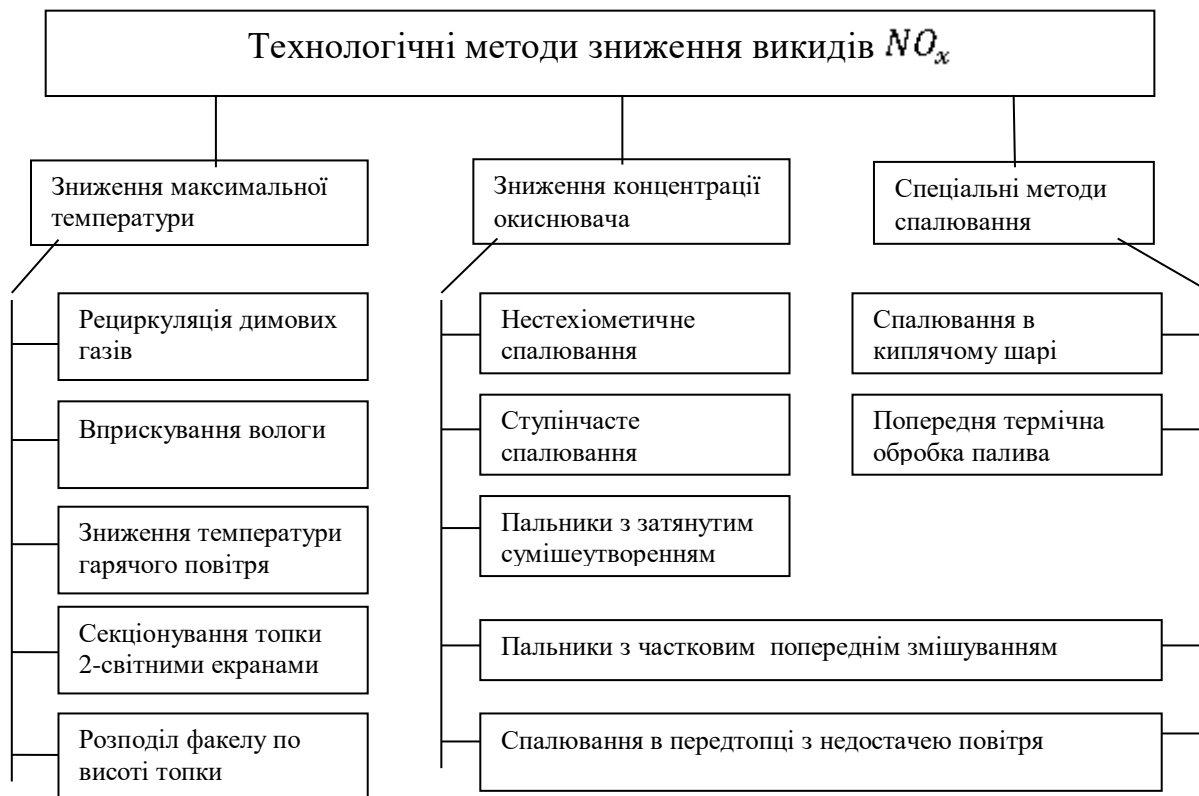 Технологічні методи зниження викидів NOₓ
Зниження максимальної
температури
Рециркуляція димових
газів
Вприскування вологи
Зниження температури
гарячого повітря
Секціонування топки
2-світними екранами
Розподіл факелу по
висоті топки
Зниження концентрації
окиснювача
Нестехіометичне
спалювання
Ступінчасте
спалювання
Пальники з затянутим
сумішеутворенням
Пальники з частковим попереднім змішуванням
Спалювання в передтопці з недостачею повітря
Спеціальні методи
спалювання
Спалювання в
киплячому шарі
Попередня термічна
обробка палива